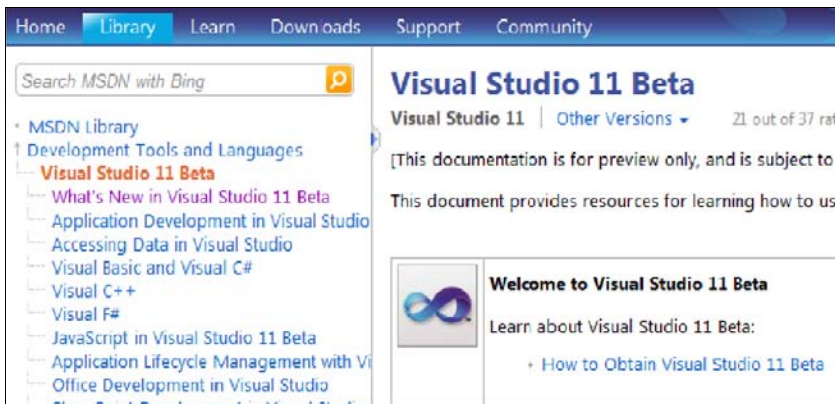 Home Library Learn Downloads Support Community
Search MSDN with Bing
MSDN Library
Development Tools and Languages
Visual Studio 11 Beta
What's New in Visual Studio 11 Beta
Application Development in Visual Studio
Accessing Data in Visual Studio
Visual Basic and Visual C#
Visual C++
Visual F#
JavaScript in Visual Studio 11 Beta
Application Lifecycle Management with Vi
Office Development in Visual Studio
Visual Studio 11 Beta
Visual Studio 11 | Other Versions
21 out of 37 rat
[This documentation is for preview only, and is subject to
This document provides resources for learning how to us
Welcome to Visual Studio 11 Beta
Learn about Visual Studio 11 Beta:
How to Obtain Visual Studio 11 Beta